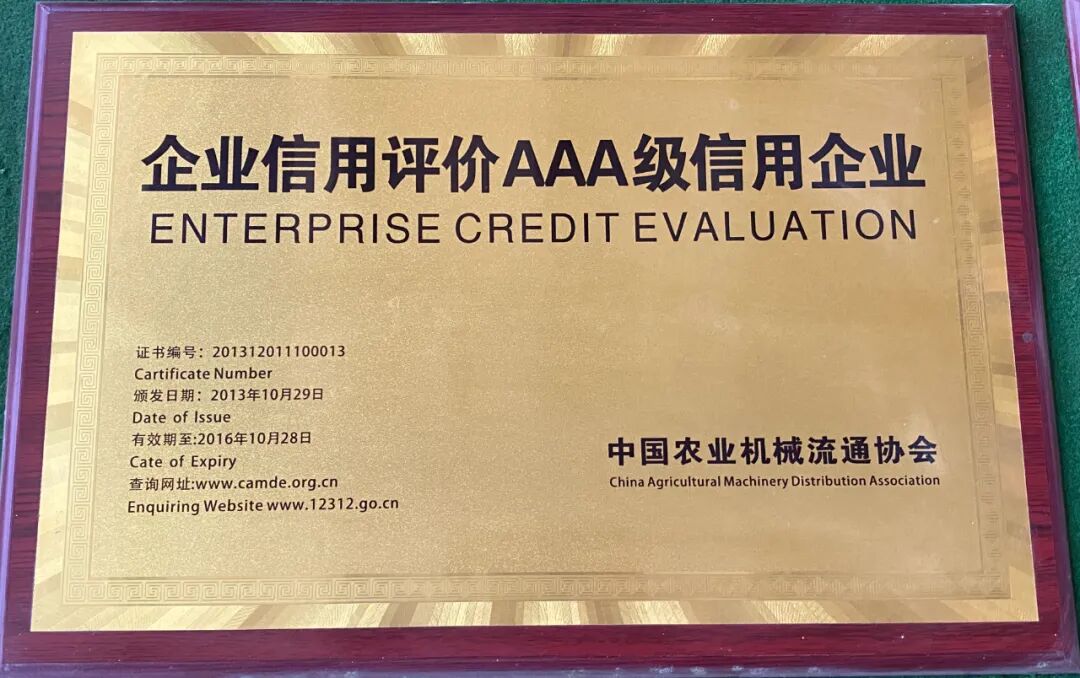 企业信用评价AAA级信用企业
ENTERPRISE CREDIT EVALUATION
证书编号：201312011100013
Cartificate Number
颁发日期：2013年10月29日
Date of Issue
有效期至:2016年10月28日
Cate of Expiry
查询网址:www.camde.org.cn
Enquiring Website www.12312.go.cn
中国农业机械流通协会
China Agricultural Machinery Distribution Association